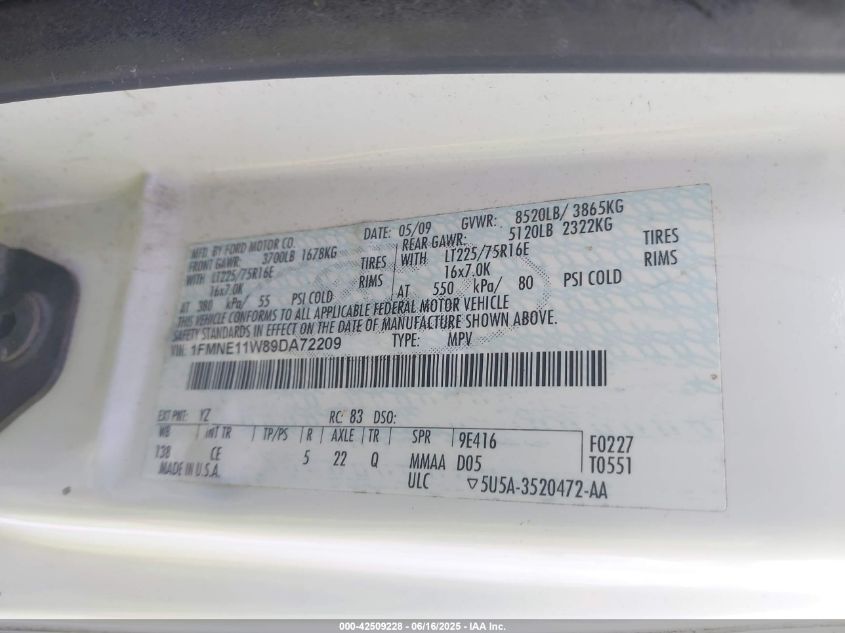 MFD. BY FORD MOTOR CO.
DATE: 05/09 GVWR: 8520LB/ 3865KG
FRONT GAWR: 3700LB 1678KG REAR GAWR: 5120LB 2322KG
WITH LT225/75R16E TIRES WITH LT225/75R16E TIRES
16x7.0K RIMS 16x7.0K RIMS
AT 380 kPa/ 55 PSI COLD AT 550 kPa/ 80 PSI COLD
THIS VEHICLE CONFORMS TO ALL APPLICABLE FEDERAL MOTOR VEHICLE
SAFETY STANDARDS IN EFFECT ON THE DATE OF MANUFACTURE SHOWN ABOVE.
VIN: 1FMNE11W89DA72209 TYPE: MPV
EXT PNT: YZ RC: 83 DSO:
WB INT TR TP/PS R AXLE TR SPR 9E416 F0227
138 CE 5 22 Q MMAA D05 T0551
MADE IN U.S.A. ULC ▽5U5A-3520472-AA
000-42509228 - 06/16/2025 - IAA Inc.